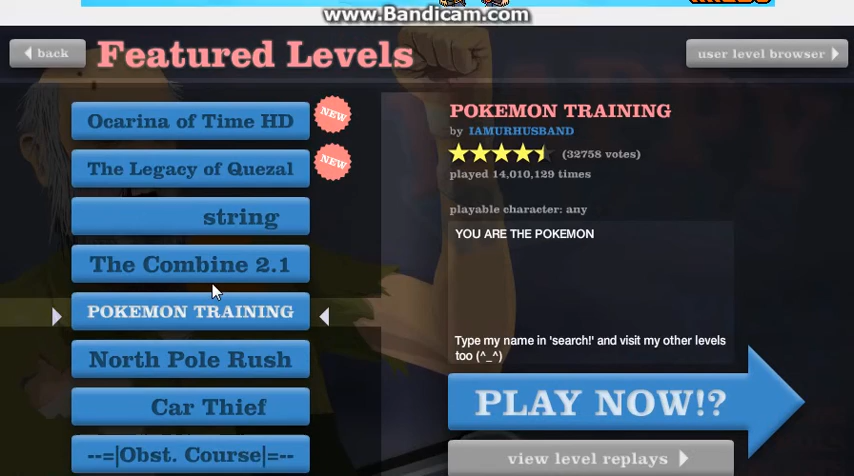 www.Bandicam.com
back
Featured Levels
user level browser
Ocarina of Time HD
NEW
The Legacy of Quezal
NEW
string
The Combine 2.1
POKEMON TRAINING
North Pole Rush
Car Thief
--=|Obst. Course|=--
POKEMON TRAINING
by IAMURHUSBAND
(32758 votes)
played 14,010,129 times
playable character: any
YOU ARE THE POKEMON
Type my name in 'search!' and visit my other levels
too (^_^)
PLAY NOW!?
view level replays